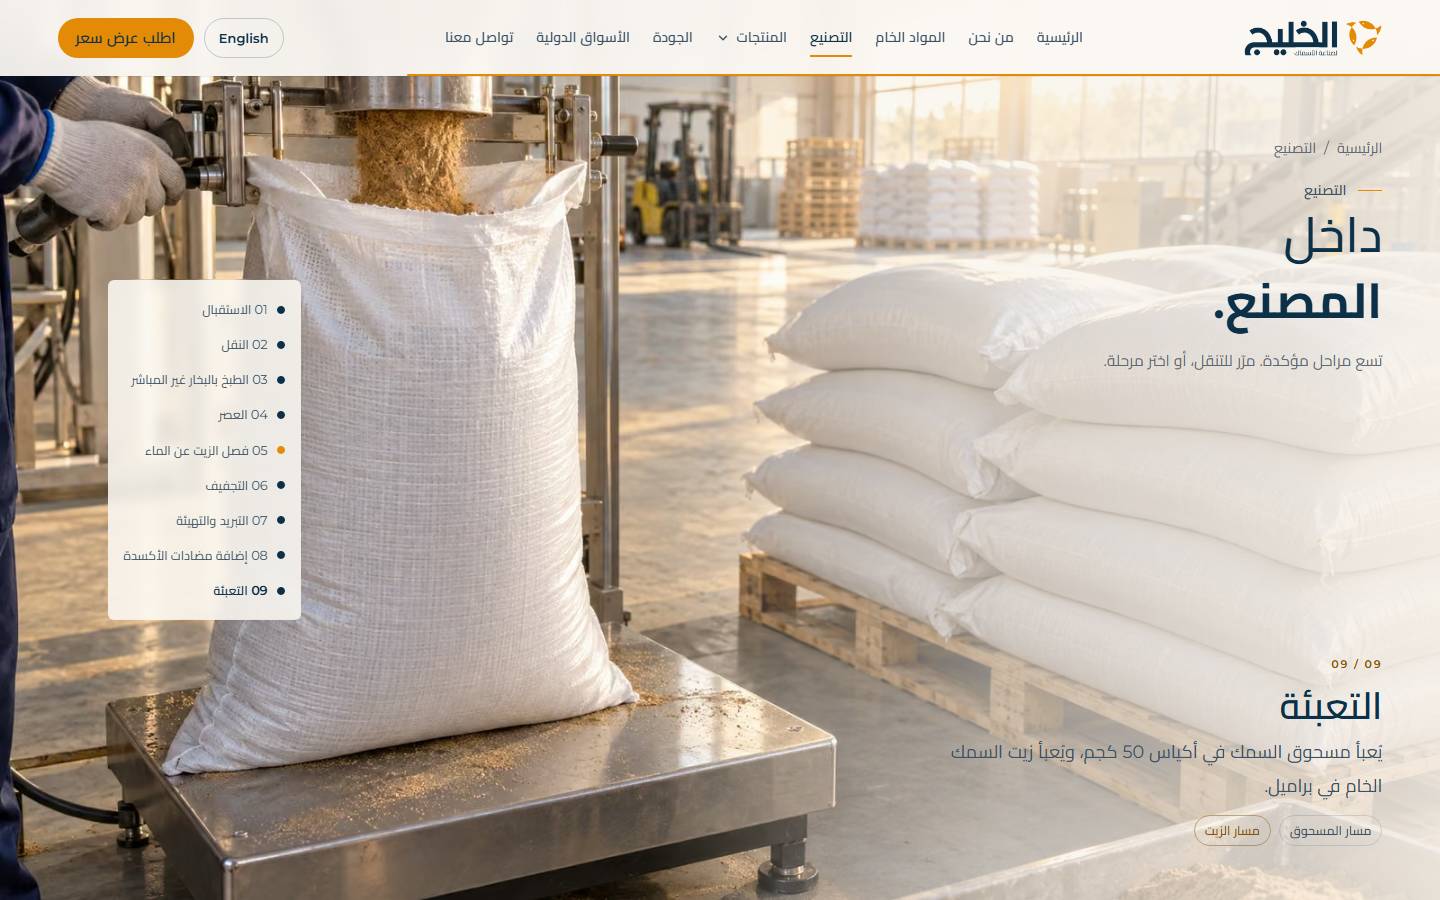 الخليج
لصناعة الأسماك
الرئيسية
من نحن
المواد الخام
التصنيع
المنتجات
الجودة
الأسواق الدولية
تواصل معنا
English
اطلب عرض سعر
الرئيسية / التصنيع
التصنيع
داخل
المصنع.
تسع مراحل مؤكدة. مرّر للتنقل، أو اختر مرحلة.
01 الاستقبال
02 النقل
03 الطبخ بالبخار غير المباشر
04 العصر
05 فصل الزيت عن الماء
06 التجفيف
07 التبريد والتهيئة
08 إضافة مضادات الأكسدة
09 التعبئة
09 / 09
التعبئة
يُعبأ مسحوق السمك في أكياس 50 كجم، ويُعبأ زيت السمك
الخام في براميل.
مسار المسحوق
مسار الزيت